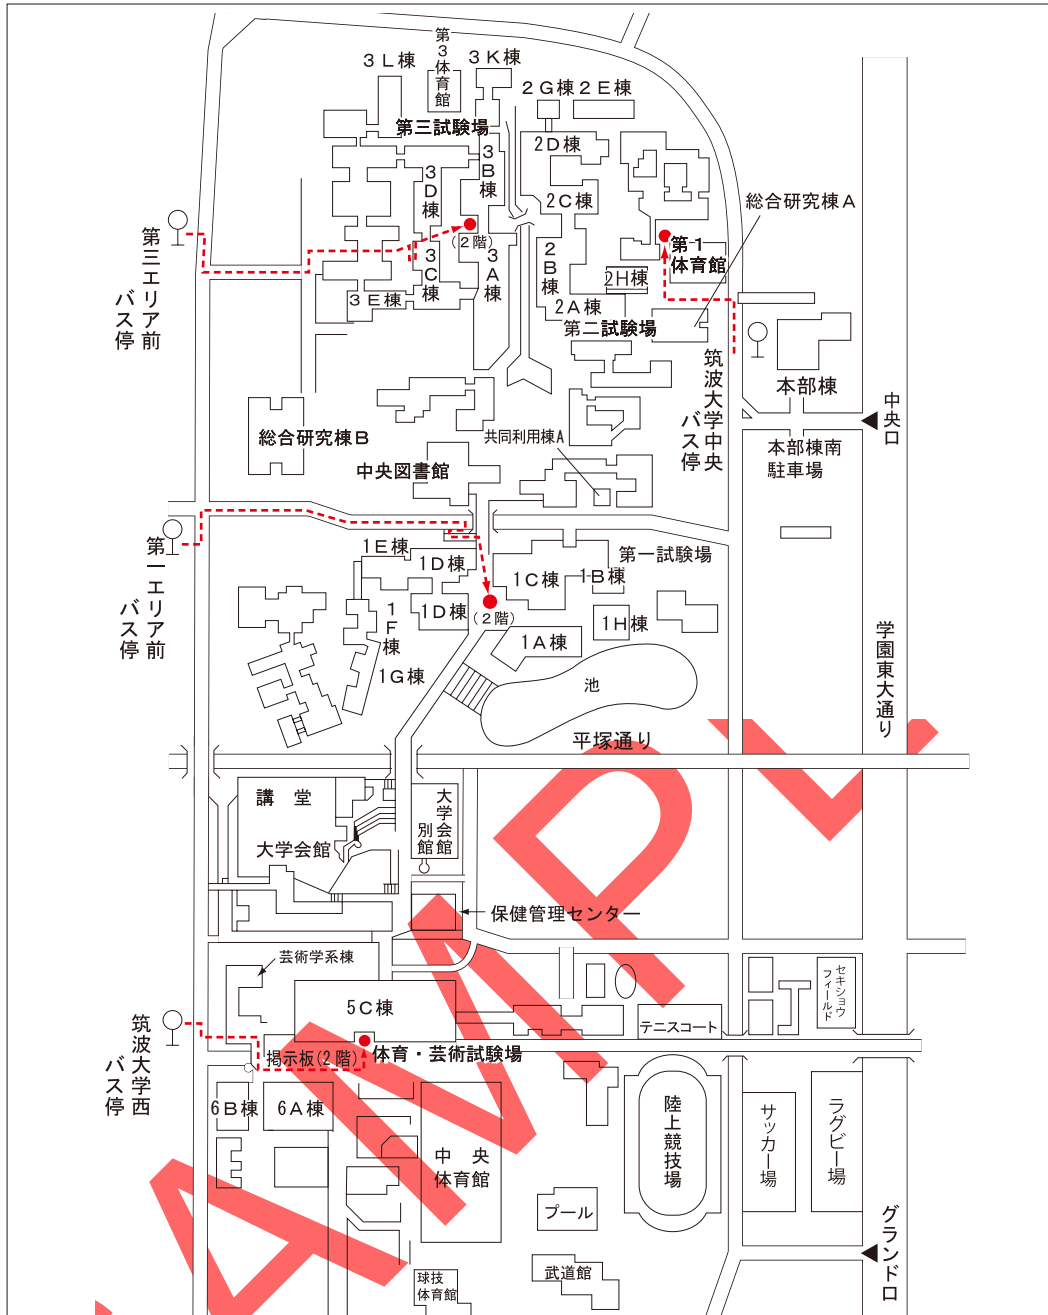 第3体育館
3L棟
3K棟
2G棟
2E棟
第三試験場
2D棟
3B棟
3D棟
2C棟
総合研究棟A
第三エリア前
バス停
(2階)
第1
体育館
3C棟
3A棟
2B棟
2H棟
3E棟
2A棟
第二試験場
筑波大学中央
バス停
本部棟
中央口
総合研究棟B
共同利用棟A
本部棟南
駐車場
中央図書館
第一エリア前
バス停
1E棟
1D棟
第一試験場
1C棟
1B棟
1F棟
1D棟
(2階)
1H棟
1A棟
1G棟
池
学園東大通り
平塚通り
講堂
大学会館
別館
大学会館
保健管理センター
芸術学系棟
セキショウ
フィールド
5C棟
テニスコート
筑波大学西
バス停
掲示板(2階)
体育・芸術試験場
6B棟
6A棟
陸上競技場
サッカー場
ラグビー場
中央
体育館
プール
グランド口
武道館
球技
体育館
SAMPLE